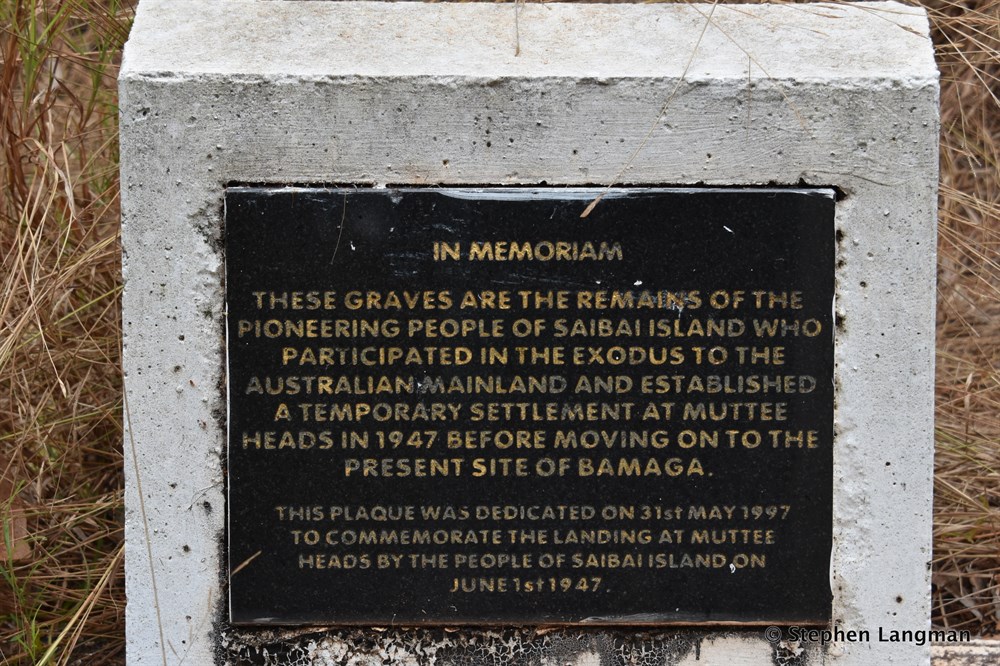 IN MEMORIAM
THESE GRAVES ARE THE REMAINS OF THE
PIONEERING PEOPLE OF SAIBAI ISLAND WHO
PARTICIPATED IN THE EXODUS TO THE
AUSTRALIAN MAINLAND AND ESTABLISHED
A TEMPORARY SETTLEMENT AT MUTTEE
HEADS IN 1947 BEFORE MOVING ON TO THE
PRESENT SITE OF BAMAGA.
THIS PLAQUE WAS DEDICATED ON 31st MAY 1997
TO COMMEMORATE THE LANDING AT MUTTEE
HEADS BY THE PEOPLE OF SAIBAI ISLAND ON
JUNE 1st 1947.
© Stephen Langman